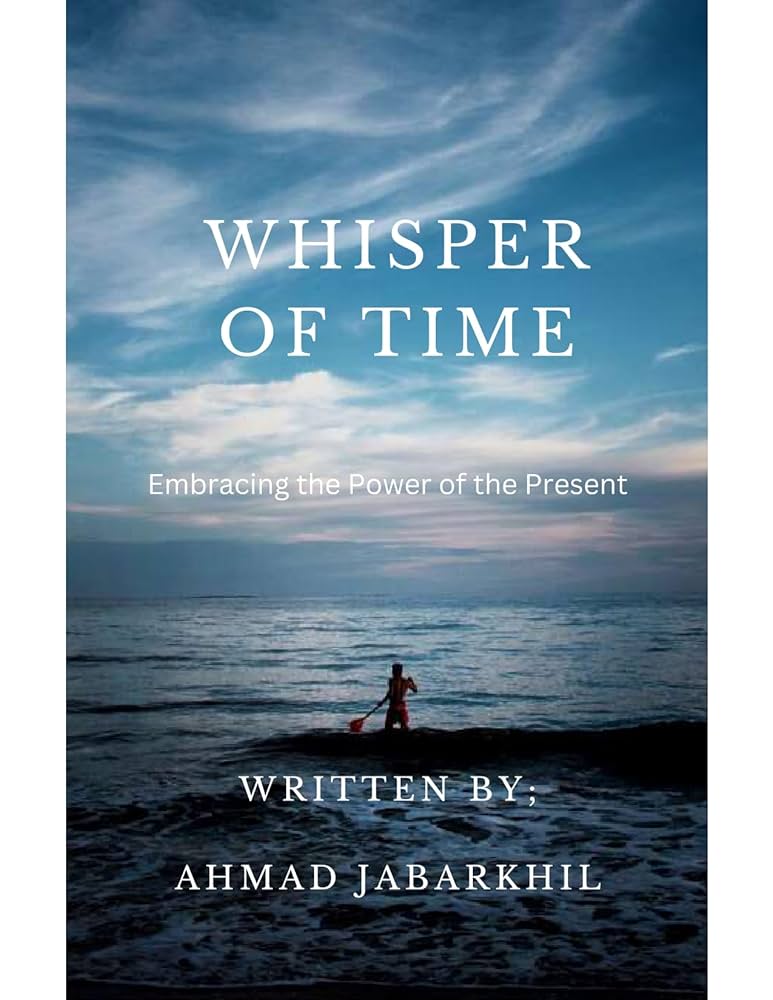 WHISPER
OF TIME
Embracing the Power of the Present
WRITTEN BY;
AHMAD JABARKHIL